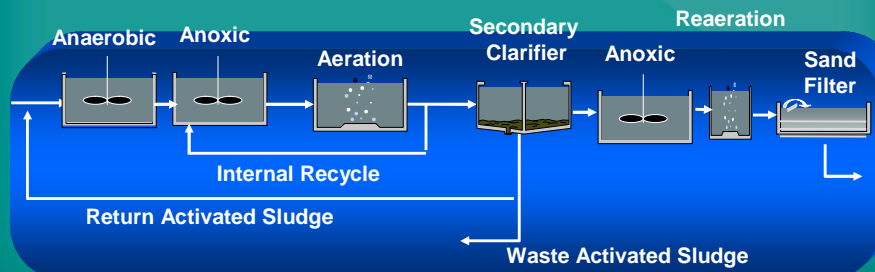 Anaerobic
Anoxic
Aeration
Secondary
Clarifier
Anoxic
Reaeration
Sand
Filter
Internal Recycle
Return Activated Sludge
Waste Activated Sludge